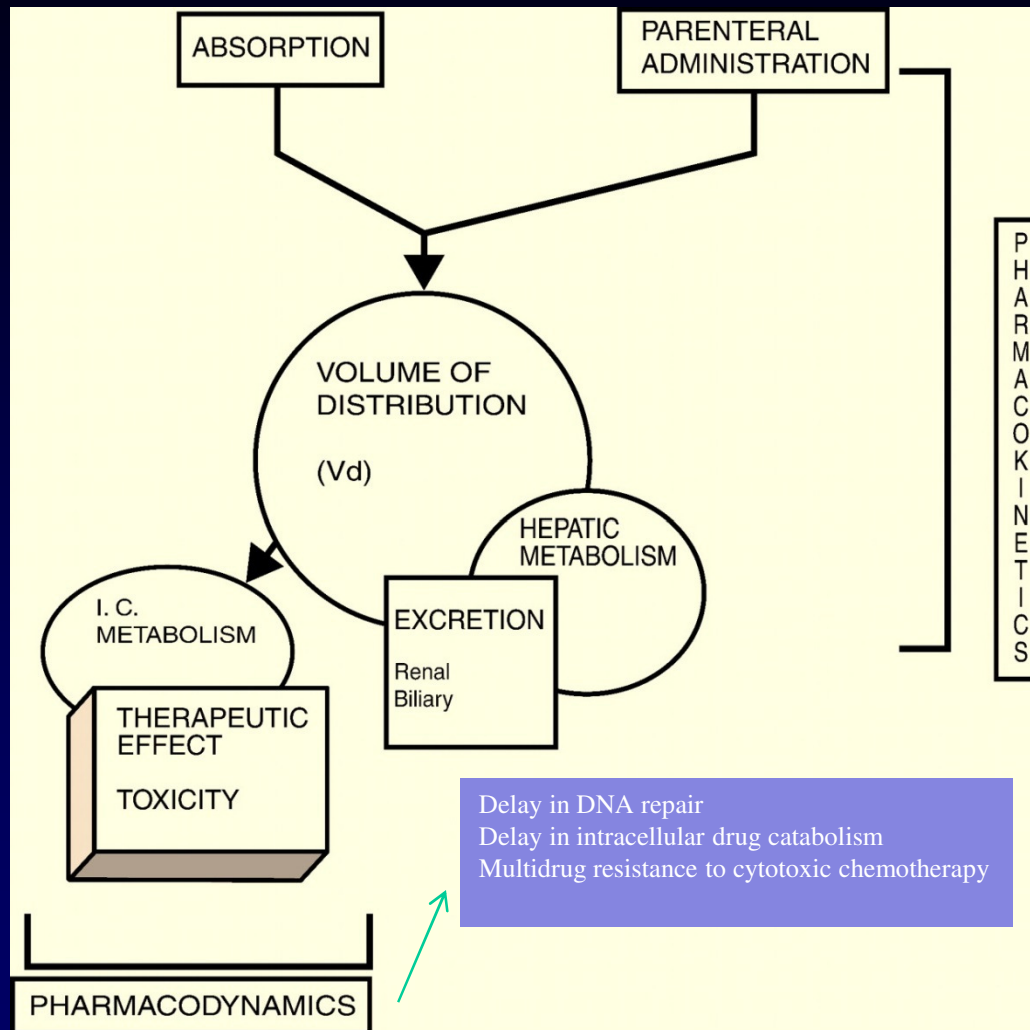 ABSORPTION
PARENTERAL
ADMINISTRATION
PHARMACOKINETICS
VOLUME OF
DISTRIBUTION
(Vd)
HEPATIC
METABOLISM
I. C.
METABOLISM
EXCRETION
Renal
Biliary
THERAPEUTIC
EFFECT
TOXICITY
Delay in DNA repair
Delay in intracellular drug catabolism
Multidrug resistance to cytotoxic chemotherapy
PHARMACODYNAMICS